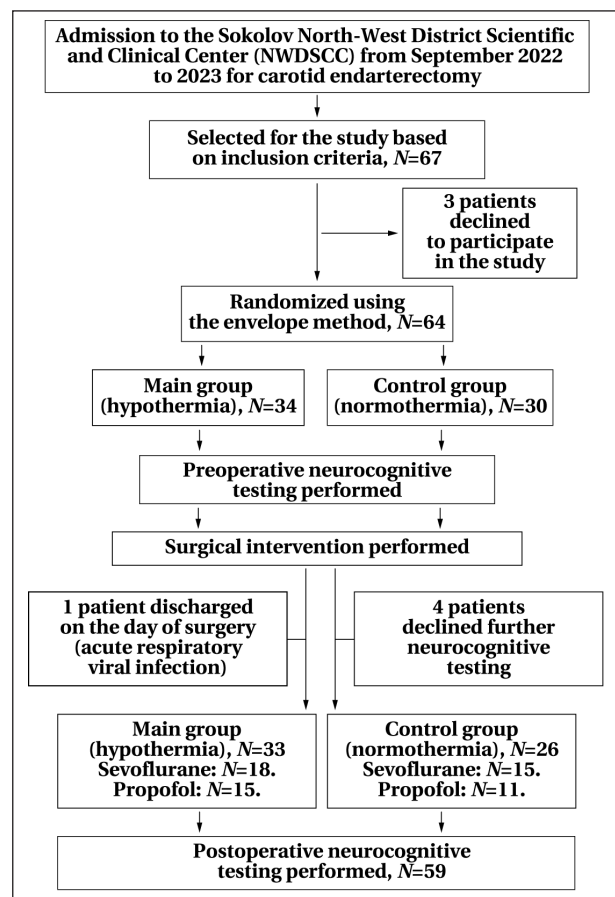 Admission to the Sokolov North-West District Scientific
and Clinical Center (NWDSCC) from September 2022
to 2023 for carotid endarterectomy
Selected for the study based
on inclusion criteria, N=67
3 patients
declined
to participate
in the study
Randomized using
the envelope method, N=64
Main group
(hypothermia), N=34
Control group
(normothermia), N=30
Preoperative neurocognitive
testing performed
Surgical intervention performed
1 patient discharged
on the day of surgery
(acute respiratory
viral infection)
4 patients
declined further
neurocognitive
testing
Main group
(hypothermia), N=33
Sevoflurane: N=18.
Propofol: N=15.
Control group
(normothermia), N=26
Sevoflurane: N=15.
Propofol: N=11.
Postoperative neurocognitive
testing performed, N=59